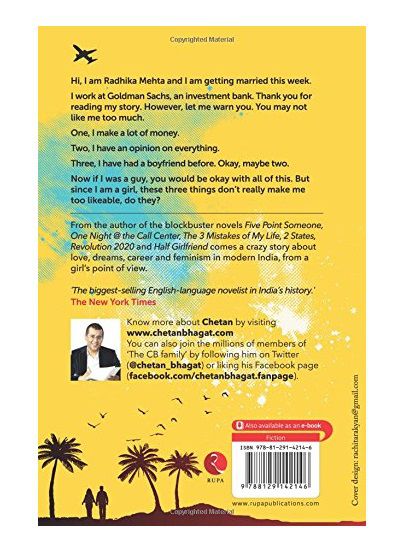 Copyrighted Material
Hi, I am Radhika Mehta and I am getting married this week.
I work at Goldman Sachs, an investment bank. Thank you for
reading my story. However, let me warn you. You may not
like me too much.
One, I make a lot of money.
Two, I have an opinion on everything.
Three, I have had a boyfriend before. Okay, maybe two.
Now if I was a guy, you would be okay with all of this. But
since I am a girl, these three things don't really make me
too likeable, do they?
From the author of the blockbuster novels Five Point Someone,
One Night @ the Call Center, The 3 Mistakes of My Life, 2 States,
Revolution 2020 and Half Girlfriend comes a crazy story about
love, dreams, career and feminism in modern India, from a
girl's point of view.
'The biggest-selling English-language novelist in India's history.'
The New York Times
Know more about Chetan by visiting
www.chetanbhagat.com
You can also join the millions of members of
'The CB family' by following him on Twitter
(@chetan_bhagat) or liking his Facebook page
(facebook.com/chetanbhagat.fanpage).
Also available as an e-book
Fiction
ISBN 978-81-291-4214-6
9 788129 142146
RUPA
www.rupapublications.com
Cover design: rachitarakyan@gmail.com
Copyrighted Material